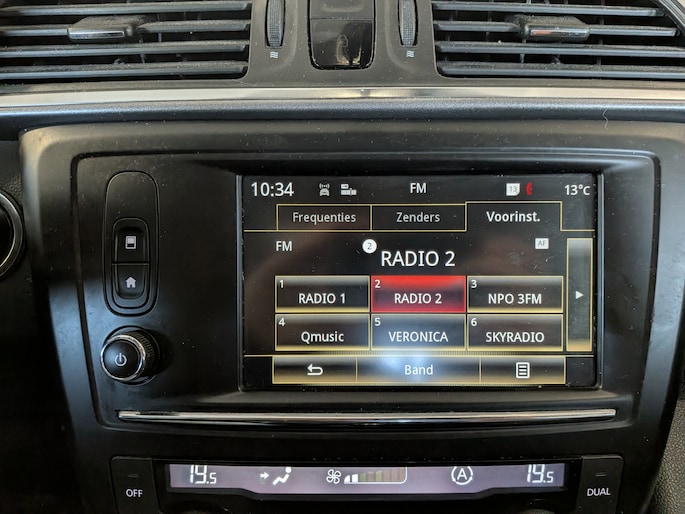 10:34 FM 13 13°C
Frequenties Zenders Voorinst.
FM 2 AF
RADIO 2
1 RADIO 1 2 RADIO 2 3 NPO 3FM
4 Qmusic 5 VERONICA 6 SKYRADIO
Band
19.5 A 19.5
OFF DUAL